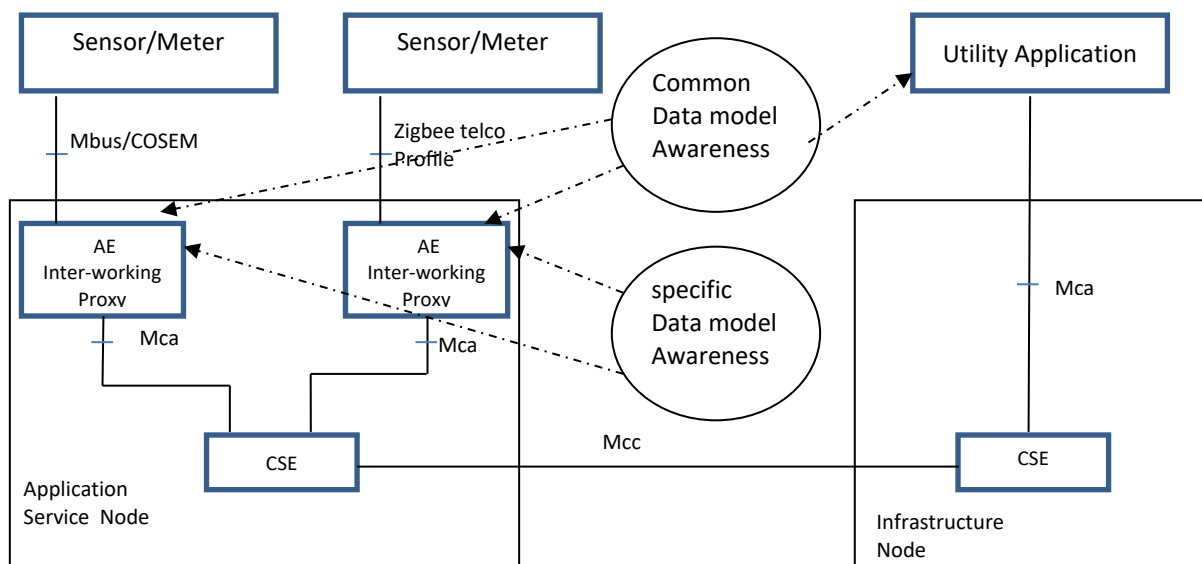 Sensor/Meter
Sensor/Meter
Utility Application
Common
Data model
Awareness
Mbus/COSEM
Zigbee telco
Profile
AE
Inter-working
Proxy
AE
Inter-working
Proxy
specific
Data model
Awareness
Mca
Mca
Mca
Mcc
CSE
CSE
Application
Service Node
Infrastructure
Node